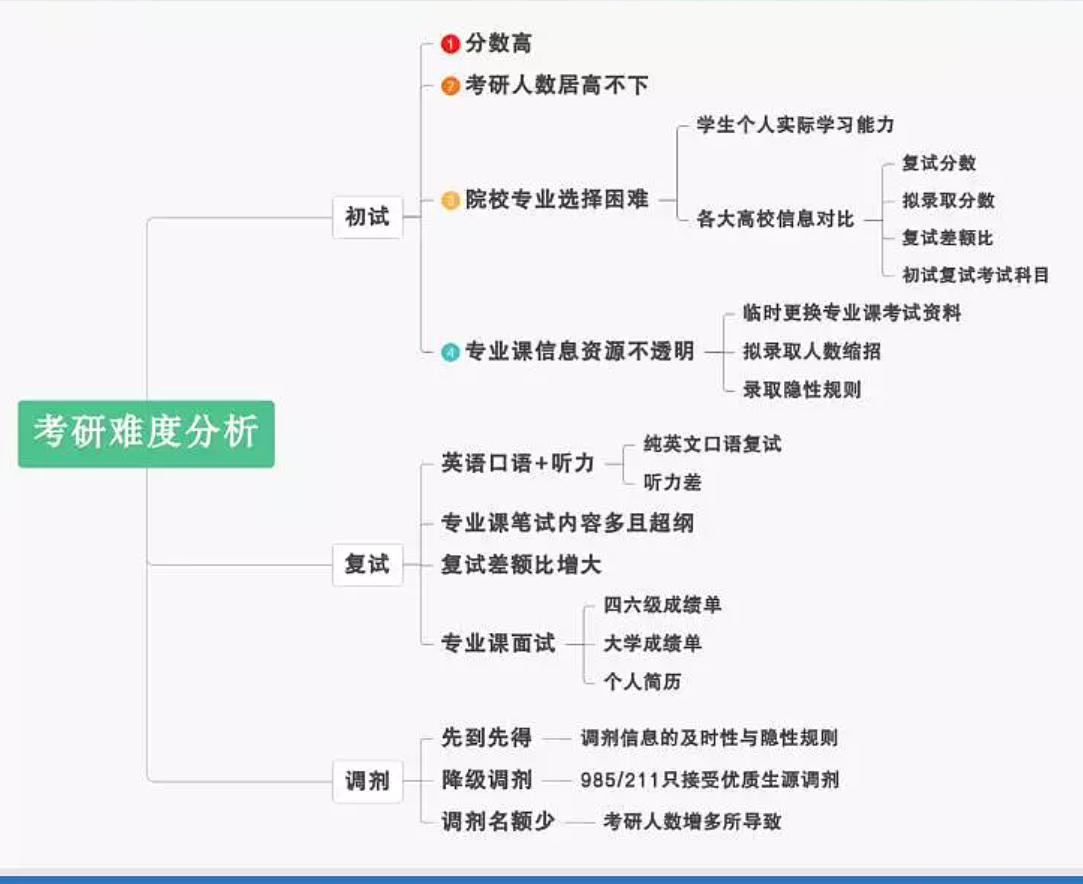 考研难度分析
初试
1 分数高
2 考研人数居高不下
3 院校专业选择困难
学生个人实际学习能力
各大高校信息对比
复试分数
拟录取分数
复试差额比
初试复试考试科目
4 专业课信息资源不透明
临时更换专业课考试资料
拟录取人数缩招
录取隐性规则
复试
英语口语+听力
纯英文口语复试
听力差
专业课笔试内容多且超纲
复试差额比增大
专业课面试
四六级成绩单
大学成绩单
个人简历
调剂
先到先得
调剂信息的及时性与隐性规则
降级调剂
985/211只接受优质生源调剂
调剂名额少
考研人数增多所导致